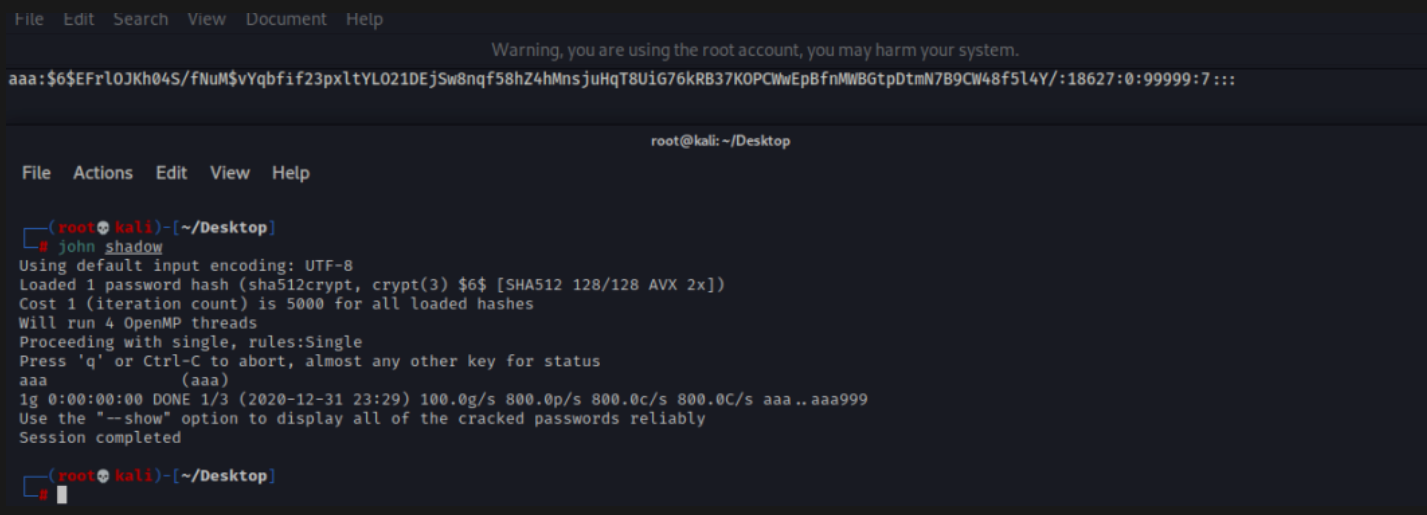 File Edit Search View Document Help
Warning, you are using the root account, you may harm your system.
aaa:$6$EFrlOJKh04S/fNuM$vYqbfif23pxltYLO21DEjSw8nqf58hZ4hMnsjuHqT8UiG76kRB37KOPCWwEpBfnMWBGtpDtmN7B9CW48f5l4Y/:18627:0:99999:7:::
root@kali: ~/Desktop
File Actions Edit View Help
(root💀kali)-[~/Desktop]
# john shadow
Using default input encoding: UTF-8
Loaded 1 password hash (sha512crypt, crypt(3) $6$ [SHA512 128/128 AVX 2x])
Cost 1 (iteration count) is 5000 for all loaded hashes
Will run 4 OpenMP threads
Proceeding with single, rules:Single
Press 'q' or Ctrl-C to abort, almost any other key for status
aaa (aaa)
1g 0:00:00:00 DONE 1/3 (2020-12-31 23:29) 100.0g/s 800.0p/s 800.0c/s 800.0C/s aaa..aaa999
Use the "--show" option to display all of the cracked passwords reliably
Session completed
(root💀kali)-[~/Desktop]
#